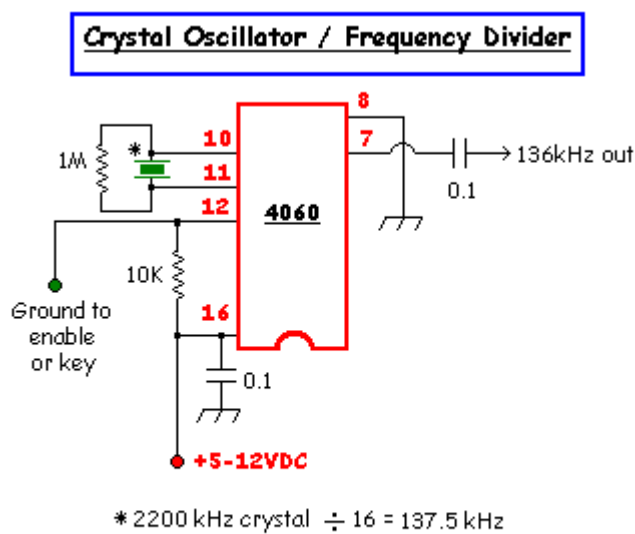 Crystal Oscillator / Frequency Divider
8
10
7
1M
*
136kHz out
11
0.1
12
4060
10K
Ground to
enable
or key
16
0.1
+5-12VDC
* 2200 kHz crystal ÷ 16 = 137.5 kHz